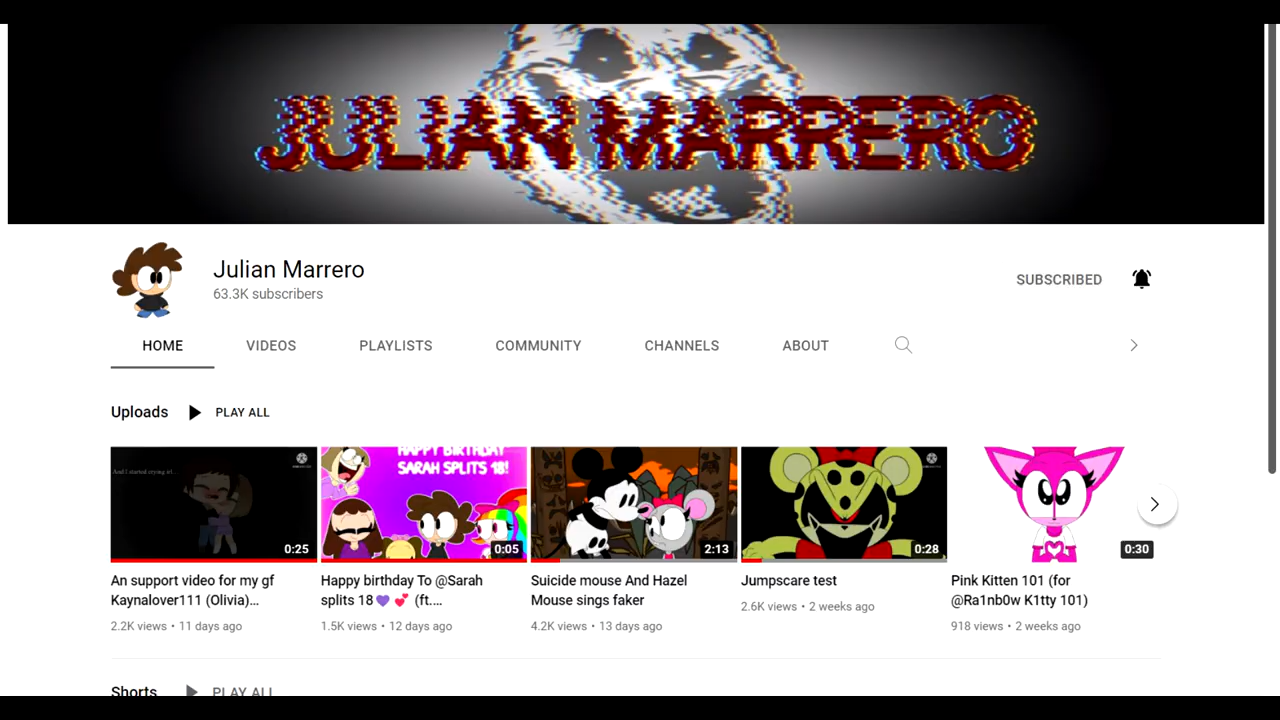 JULIAN MARRERO
Julian Marrero
63.3K subscribers
SUBSCRIBED
HOME VIDEOS PLAYLISTS COMMUNITY CHANNELS ABOUT
Uploads PLAY ALL
And I started crying
HAPPY BIRTHDAY
SARAH SPLITS 18!
0:25 0:05 2:13 0:28 0:30
An support video for my gf
Kaynalover111 (Olivia)...
2.2K views • 11 days ago
Happy birthday To @Sarah
splits 18💜 💕 (ft....
1.5K views • 12 days ago
Suicide mouse And Hazel
Mouse sings faker
4.2K views • 13 days ago
Jumpscare test
2.6K views • 2 weeks ago
Pink Kitten 101 (for
@Ra1nb0w K1tty 101)
918 views • 2 weeks ago
Shorts PLAY ALL